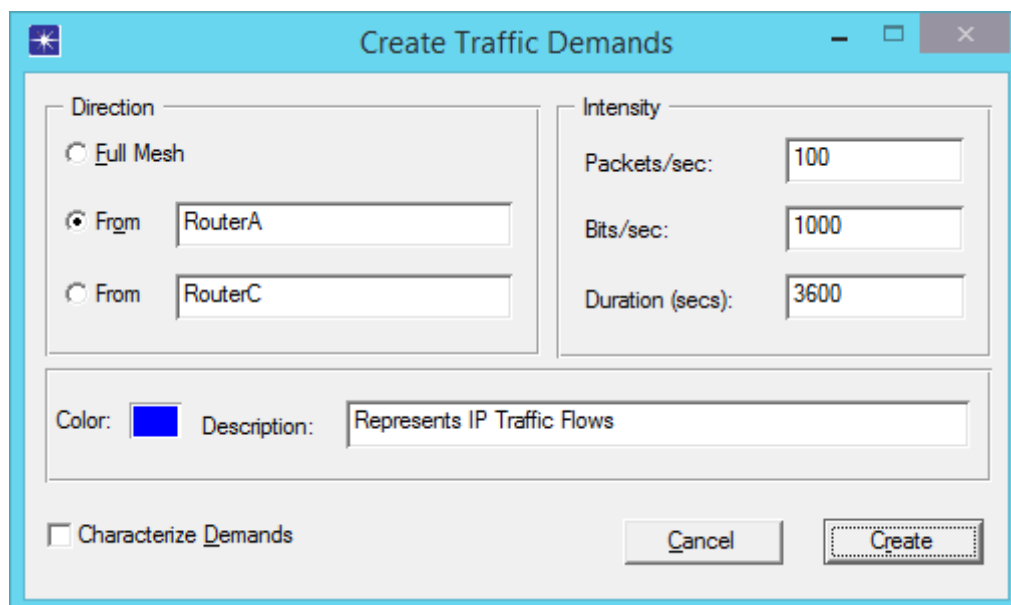 Create Traffic Demands
Direction
Full Mesh
From RouterA
From RouterC
Intensity
Packets/sec: 100
Bits/sec: 1000
Duration (secs): 3600
Color: Description: Represents IP Traffic Flows
Characterize Demands
Cancel
Create